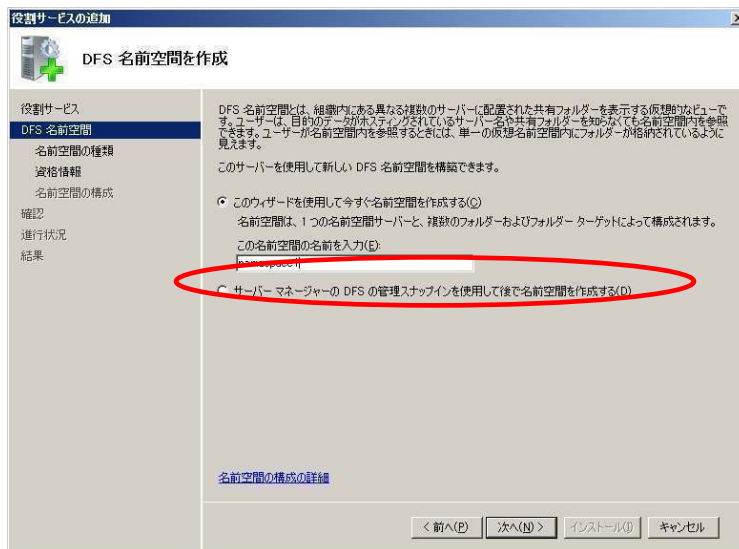 役割サービスの追加
DFS 名前空間を作成
役割サービス
DFS 名前空間
名前空間の種類
資格情報
名前空間の構成
確認
進行状況
結果
DFS 名前空間とは、組織内にある異なる複数のサーバーに配置された共有フォルダーを表示する仮想的なビューで
す。ユーザーは、目的のデータがホスティングされているサーバー名や共有フォルダーを知らなくても名前空間内を参照
できます。ユーザーが名前空間内を参照するときには、単一の仮想名前空間内にフォルダーが格納されているように
見えます。
このサーバーを使用して新しい DFS 名前空間を構築できます。
このウィザードを使用して今すぐ名前空間を作成する(C)
名前空間は、1 つの名前空間サーバーと、複数のフォルダーおよびフォルダー ターゲットによって構成されます。
この名前空間の名前を入力(E):
namespace1
サーバー マネージャーの DFS の管理スナップインを使用して後で名前空間を作成する(D)
名前空間の構成の詳細
< 前へ(P)
次へ(N) >
インストール(I)
キャンセル